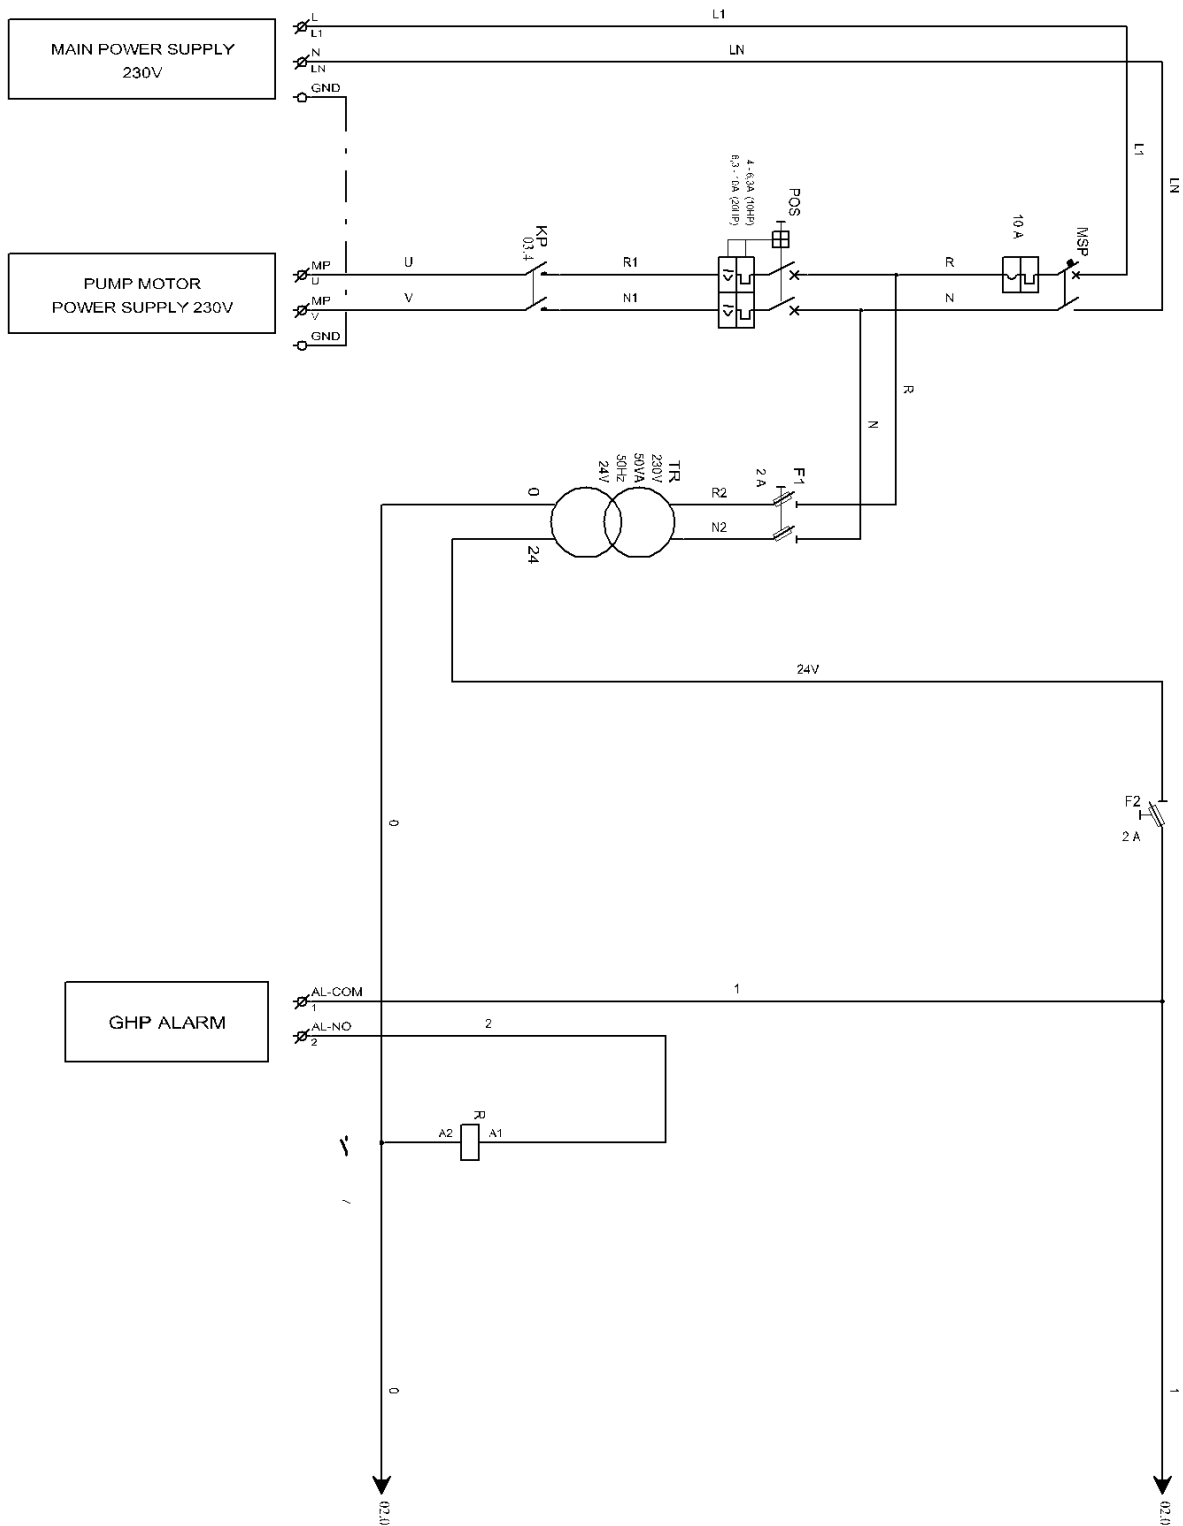 L
L1
L1
MAIN POWER SUPPLY
230V
N
LN
LN
GND
L1
LN
4 - 6,3A (10HP)
6,3 - 10A (20HP)
POS
10 A
MSP
KP
03.4
PUMP MOTOR
POWER SUPPLY 230V
MP
U
U
R1
R
MP
V
V
N1
N
GND
R
N
TR
230V
50VA
50Hz
24V
F1
2 A
0
R2
24
N2
24V
F2
2 A
0
GHP ALARM
AL-COM
1
1
AL-NO
2
2
R
A2
A1
0
1
02.0
02.0